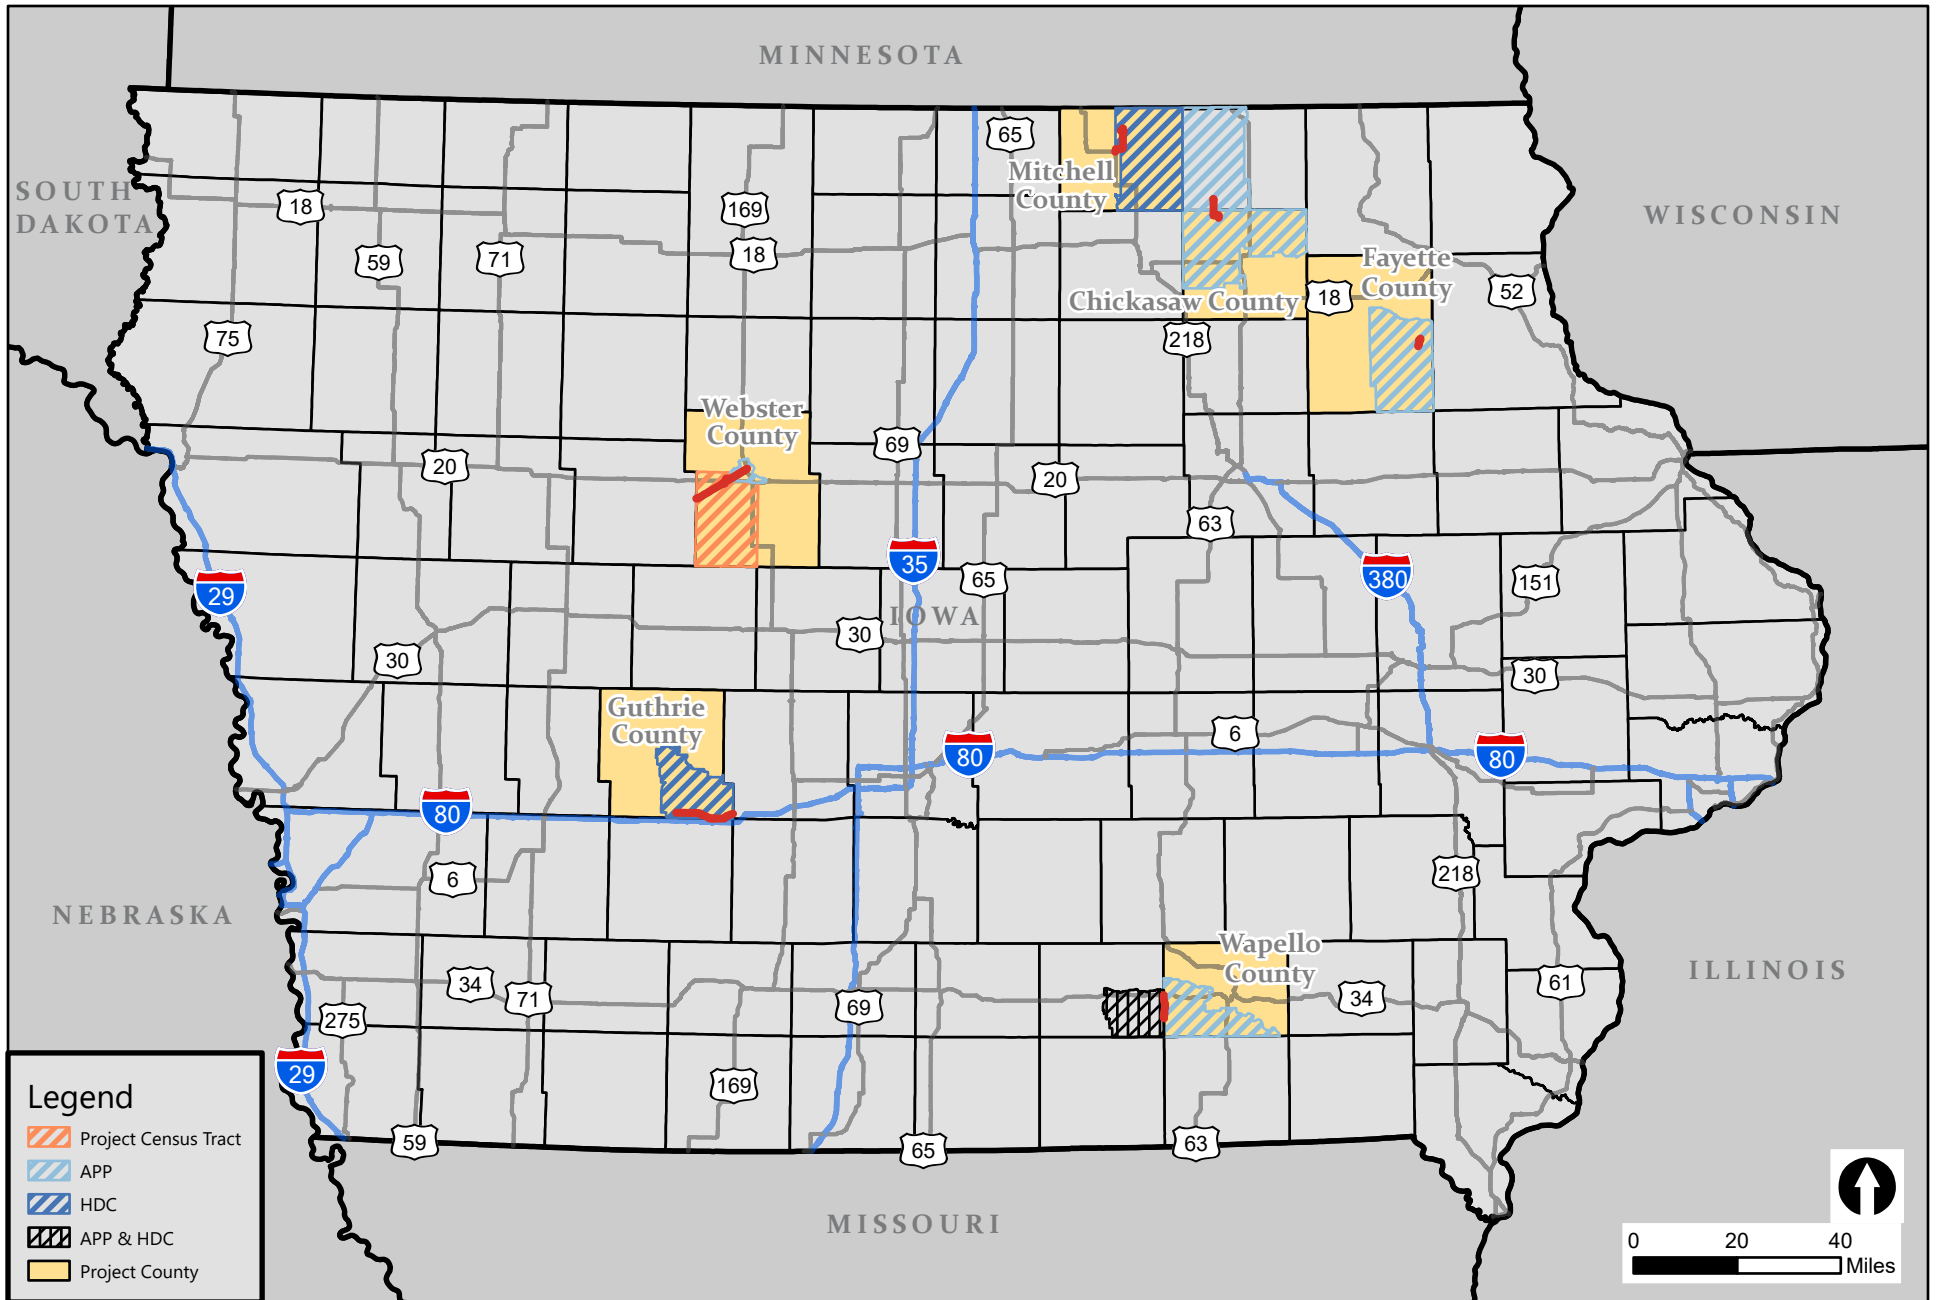 MINNESOTA
65
Mitchell
County
SOUTH
DAKOTA
18
169
WISCONSIN
59
71
18
Fayette
County
52
Chickasaw County
18
75
218
Webster
County
69
20
20
63
35
65
380
151
29
IOWA
30
30
30
Guthrie
County
6
80
80
80
6
218
NEBRASKA
Wapello
County
ILLINOIS
34
71
69
34
61
275
29
169
59
65
63
MISSOURI
Legend
Project Census Tract
APP
HDC
APP & HDC
Project County
0 20 40
Miles